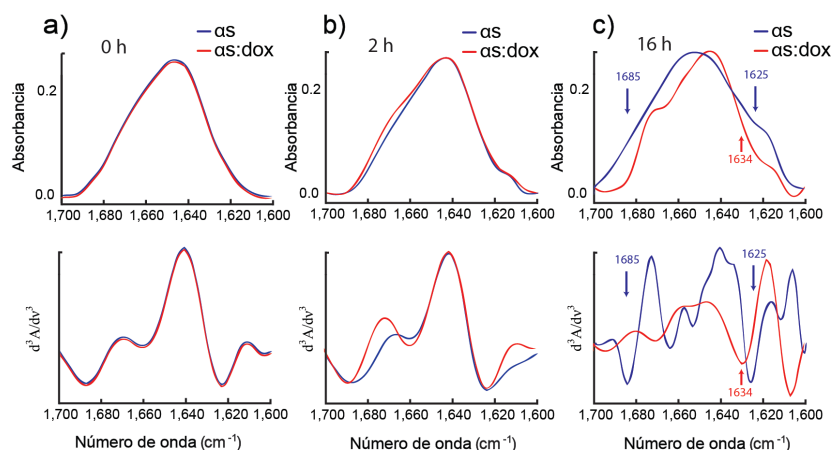 a)
0 h
αs
αs:dox
Absorbancia
0.2
0.0
1,700
1,680
1,660
1,640
1,620
1,600
b)
2 h
αs
αs:dox
Absorbancia
0.2
0.0
1,700
1,680
1,660
1,640
1,620
1,600
c)
16 h
αs
αs:dox
1685
1625
1634
Absorbancia
0.2
0.0
1,700
1,680
1,660
1,640
1,620
1,600
d³A/dv³
1,700
1,680
1,660
1,640
1,620
1,600
Número de onda (cm⁻¹)
d³A/dv³
1,700
1,680
1,660
1,640
1,620
1,600
Número de onda (cm⁻¹)
1685
1625
1634
d³A/dv³
1,700
1,680
1,660
1,640
1,620
1,600
Número de onda (cm⁻¹)